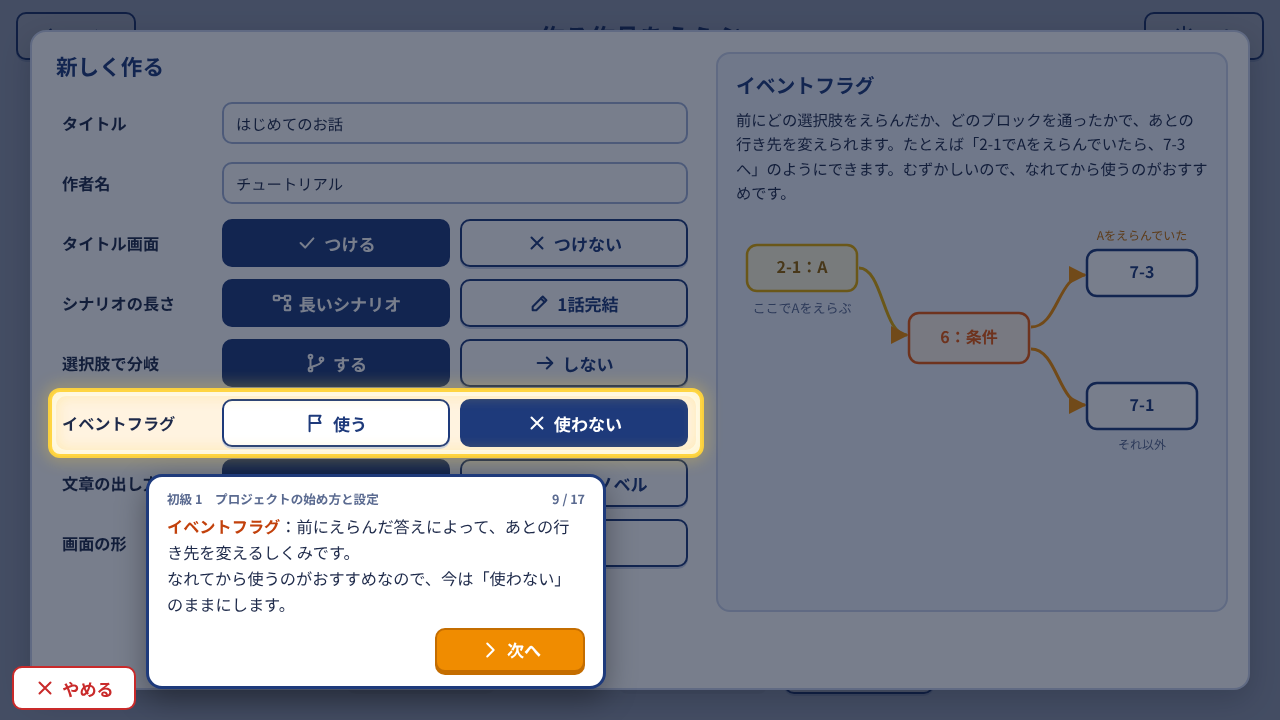 新しく作る
タイトル
はじめてのお話
作者名
チュートリアル
タイトル画面
つける
つけない
シナリオの長さ
長いシナリオ
1話完結
選択肢で分岐
する
しない
イベントフラグ
使う
使わない
文章の出し
ノベル
画面の形
イベントフラグ
前にどの選択肢をえらんだか、どのブロックを通ったかで、あとの
行き先を変えられます。たとえば「2-1でAをえらんでいたら、7-3
へ」のようにできます。むずかしいので、なれてから使うのがおすす
めです。
Aをえらんでいた
2-1：A
7-3
ここでAをえらぶ
6：条件
7-1
それ以外
初級 1　プロジェクトの始め方と設定
9 / 17
イベントフラグ：前にえらんだ答えによって、あとの行
き先を変えるしくみです。
なれてから使うのがおすすめなので、今は「使わない」
のままにします。
次へ
やめる